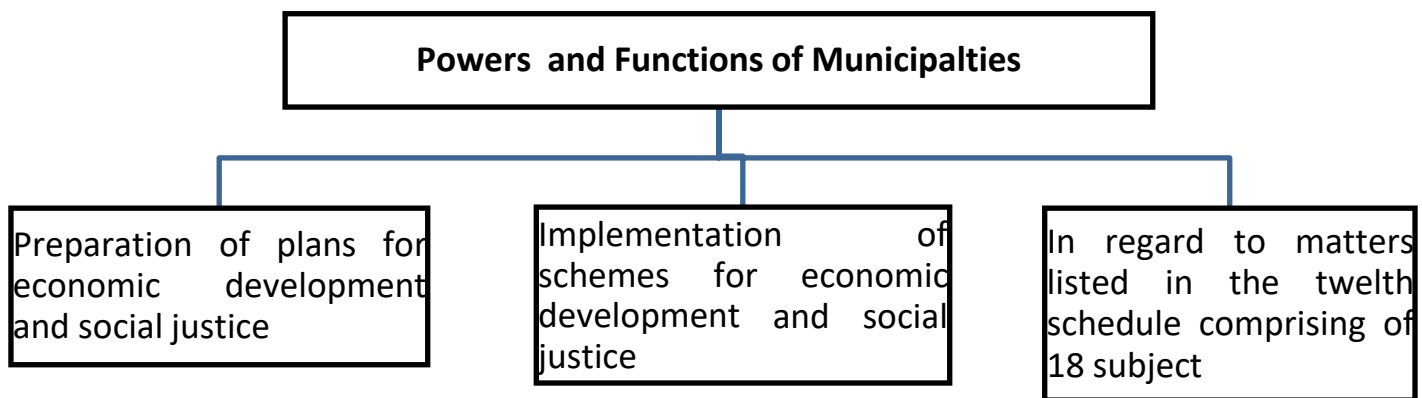 Powers and Functions of Municipalties
Preparation of plans for
economic development
and social justice
Implementation of
schemes for economic
development and social
justice
In regard to matters
listed in the twelth
schedule comprising of
18 subject